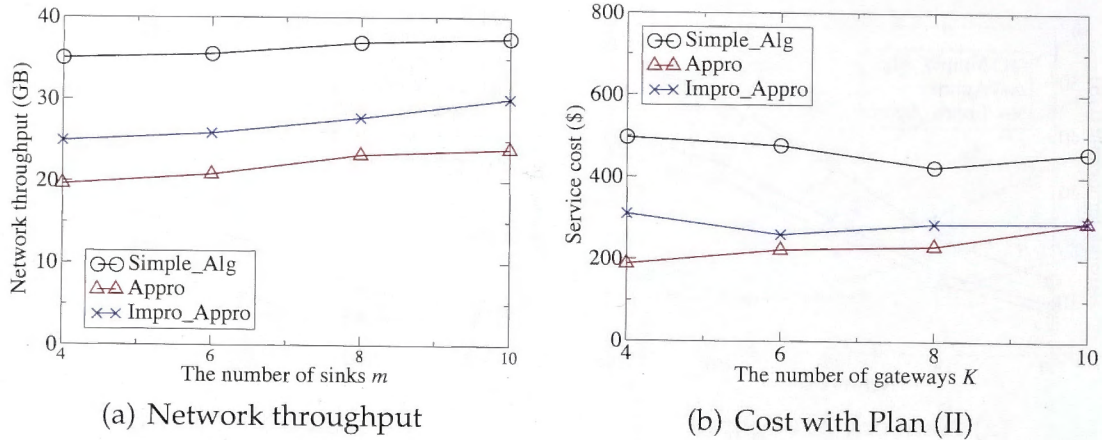 40
30
20
10
0
Network throughput (GB)
Simple_Alg
Appro
Impro_Appro
4 6 8 10
The number of sinks m
(a) Network throughput
800
600
400
200
0
Service cost ($)
Simple_Alg
Appro
Impro_Appro
4 6 8 10
The number of gateways K
(b) Cost with Plan (II)